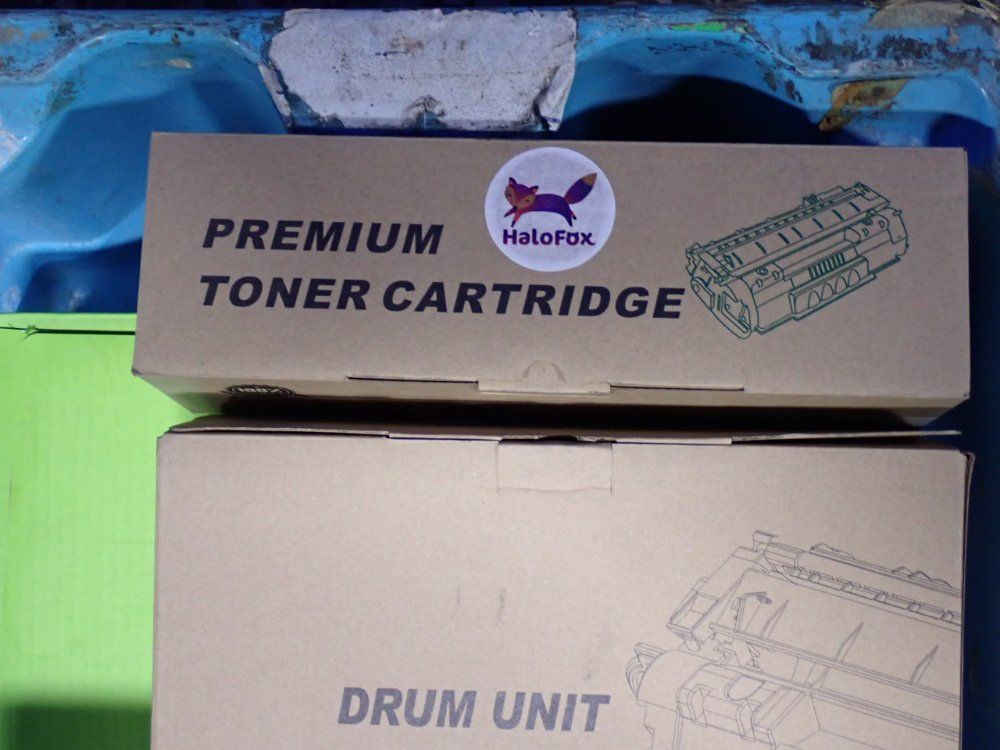 PREMIUM
TONER CARTRIDGE
HaloFox
DRUM UNIT